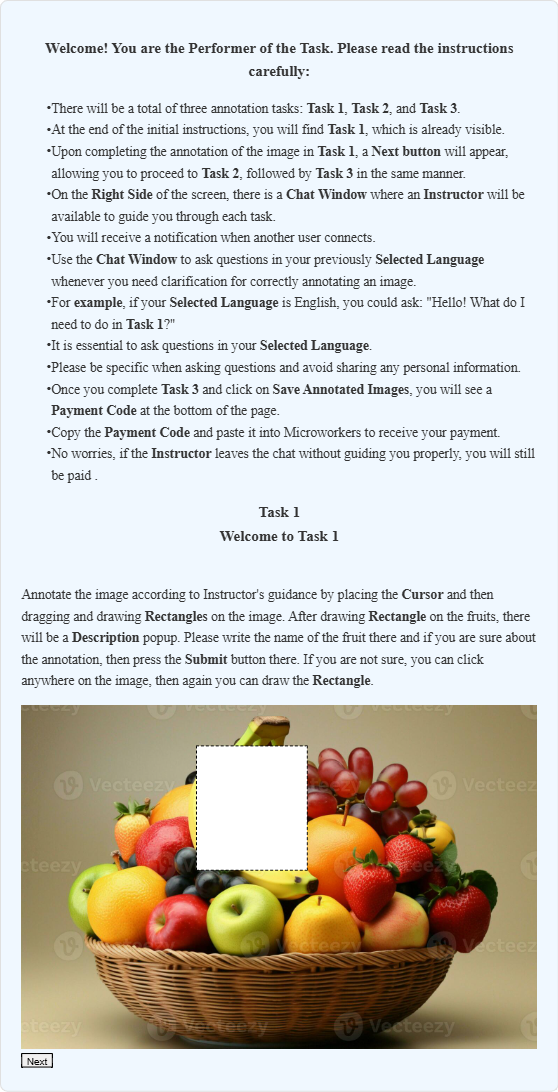 Welcome! You are the Performer of the Task. Please read the instructions
carefully:
•There will be a total of three annotation tasks: Task 1, Task 2, and Task 3.
•At the end of the initial instructions, you will find Task 1, which is already visible.
•Upon completing the annotation of the image in Task 1, a Next button will appear,
allowing you to proceed to Task 2, followed by Task 3 in the same manner.
•On the Right Side of the screen, there is a Chat Window where an Instructor will be
available to guide you through each task.
•You will receive a notification when another user connects.
•Use the Chat Window to ask questions in your previously Selected Language
whenever you need clarification for correctly annotating an image.
•For example, if your Selected Language is English, you could ask: "Hello! What do I
need to do in Task 1?"
•It is essential to ask questions in your Selected Language.
•Please be specific when asking questions and avoid sharing any personal information.
•Once you complete Task 3 and click on Save Annotated Images, you will see a
Payment Code at the bottom of the page.
•Copy the Payment Code and paste it into Microworkers to receive your payment.
•No worries, if the Instructor leaves the chat without guiding you properly, you will still
be paid .
Task 1
Welcome to Task 1
Annotate the image according to Instructor's guidance by placing the Cursor and then
dragging and drawing Rectangles on the image. After drawing Rectangle on the fruits, there
will be a Description popup. Please write the name of the fruit there and if you are sure about
the annotation, then press the Submit button there. If you are not sure, you can click
anywhere on the image, then again you can draw the Rectangle.
Vecteezy
Next